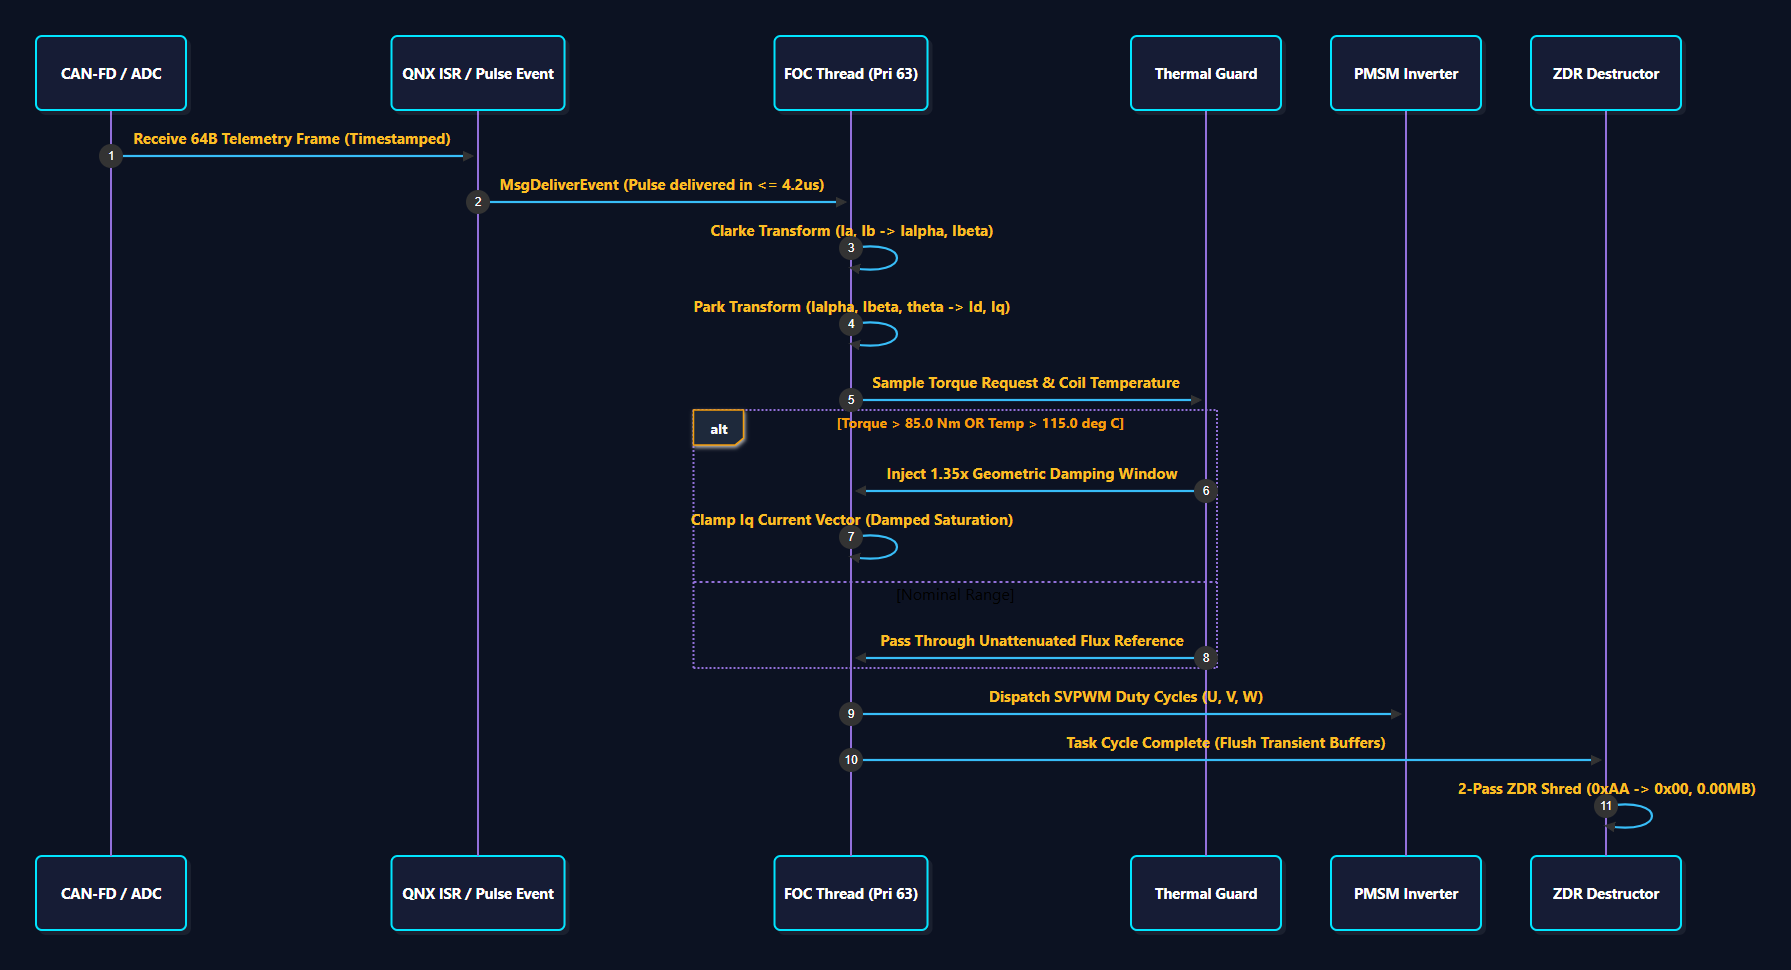 CAN-FD / ADC
QNX ISR / Pulse Event
FOC Thread (Pri 63)
Thermal Guard
PMSM Inverter
ZDR Destructor
Receive 64B Telemetry Frame (Timestamped)
1
MsgDeliverEvent (Pulse delivered in <= 4.2us)
2
Clarke Transform (Ia, Ib -> Ialpha, Ibeta)
3
Park Transform (Ialpha, Ibeta, theta -> Id, Iq)
4
Sample Torque Request & Coil Temperature
5
alt
[Torque > 85.0 Nm OR Temp > 115.0 deg C]
Inject 1.35x Geometric Damping Window
6
Clamp Iq Current Vector (Damped Saturation)
7
[Nominal Range]
Pass Through Unattenuated Flux Reference
8
Dispatch SVPWM Duty Cycles (U, V, W)
9
Task Cycle Complete (Flush Transient Buffers)
10
2-Pass ZDR Shred (0xAA -> 0x00, 0.00MB)
11
CAN-FD / ADC
QNX ISR / Pulse Event
FOC Thread (Pri 63)
Thermal Guard
PMSM Inverter
ZDR Destructor